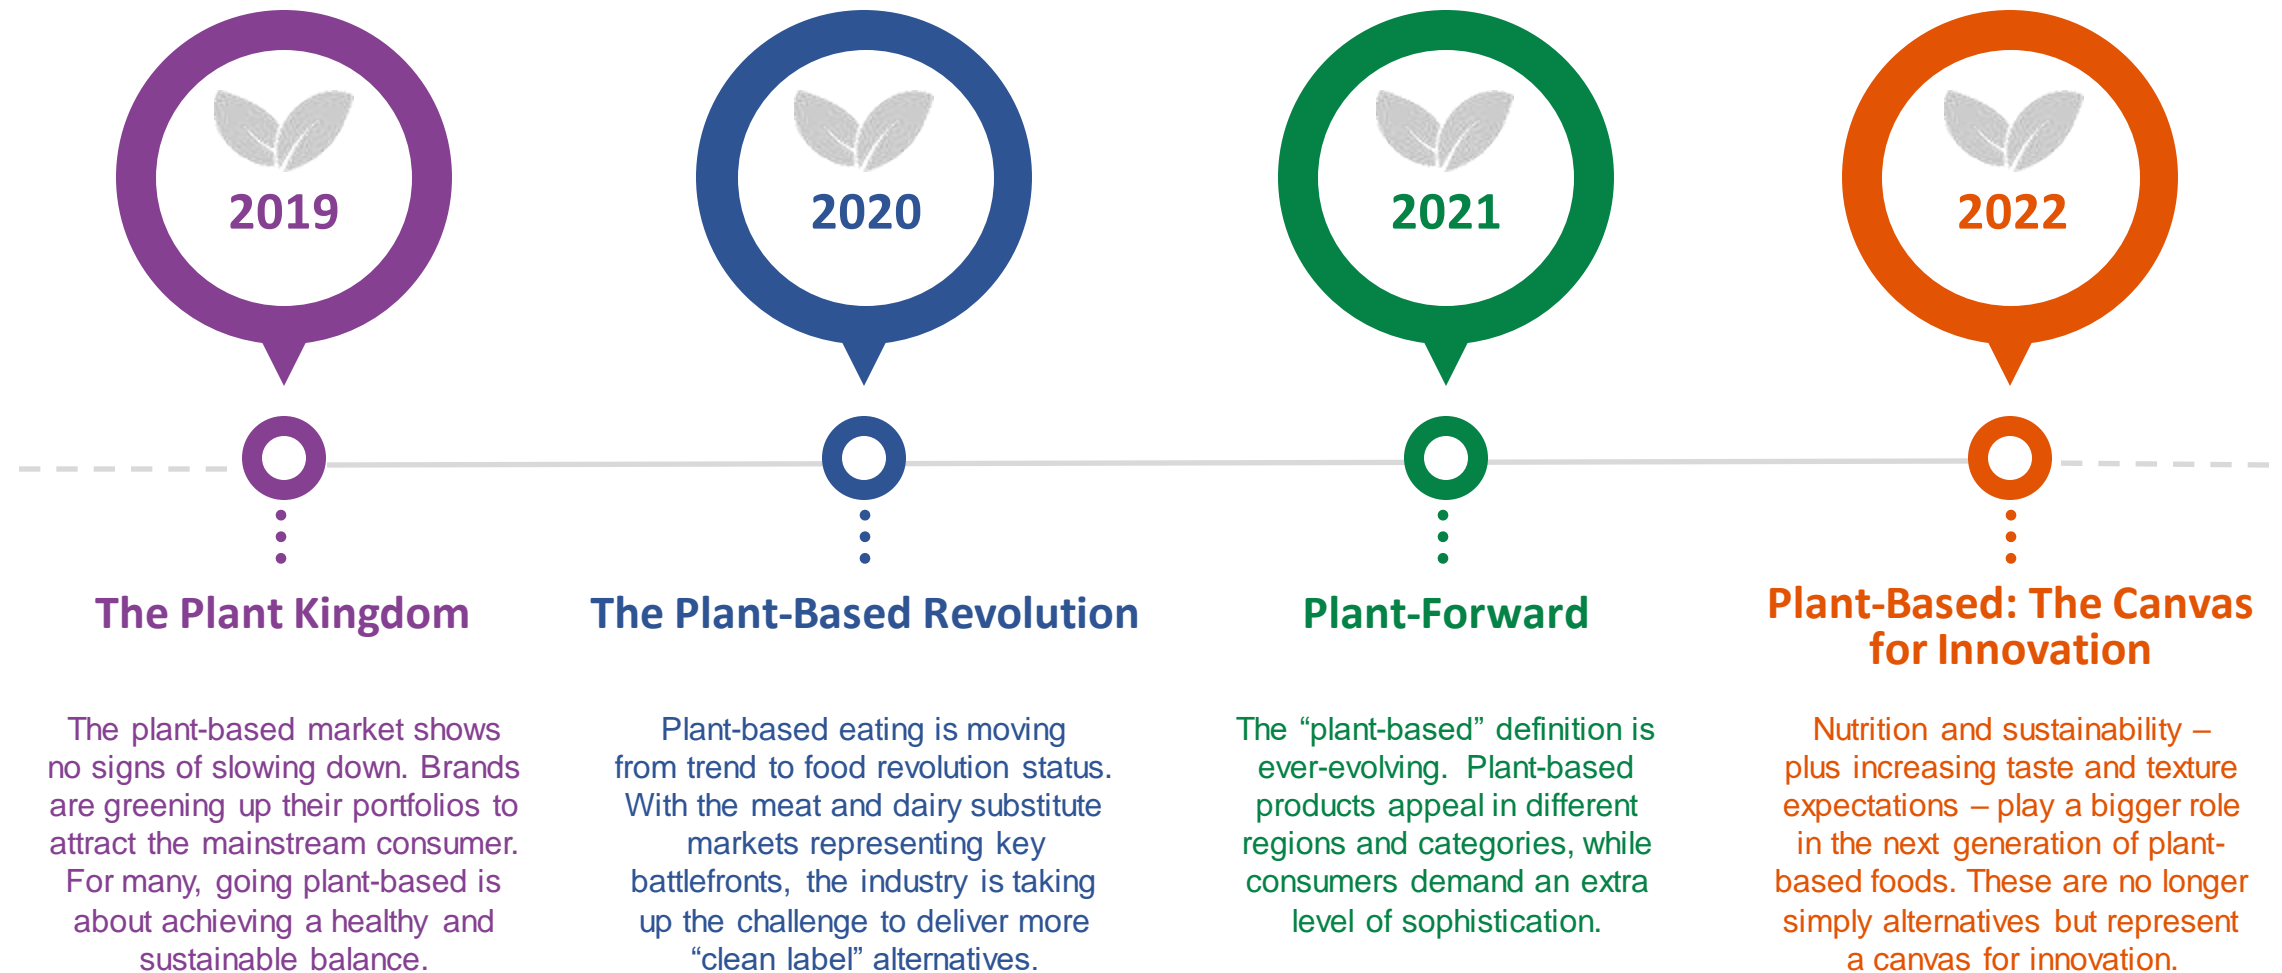 2019
2020
2021
2022
The Plant Kingdom
The plant-based market shows
no signs of slowing down. Brands
are greening up their portfolios to
attract the mainstream consumer.
For many, going plant-based is
about achieving a healthy and
sustainable balance.
The Plant-Based Revolution
Plant-based eating is moving
from trend to food revolution status.
With the meat and dairy substitute
markets representing key
battlefronts, the industry is taking
up the challenge to deliver more
“clean label” alternatives.
Plant-Forward
The “plant-based” definition is
ever-evolving. Plant-based
products appeal in different
regions and categories, while
consumers demand an extra
level of sophistication.
Plant-Based: The Canvas
for Innovation
Nutrition and sustainability –
plus increasing taste and texture
expectations – play a bigger role
in the next generation of plant-
based foods. These are no longer
simply alternatives but represent
a canvas for innovation.